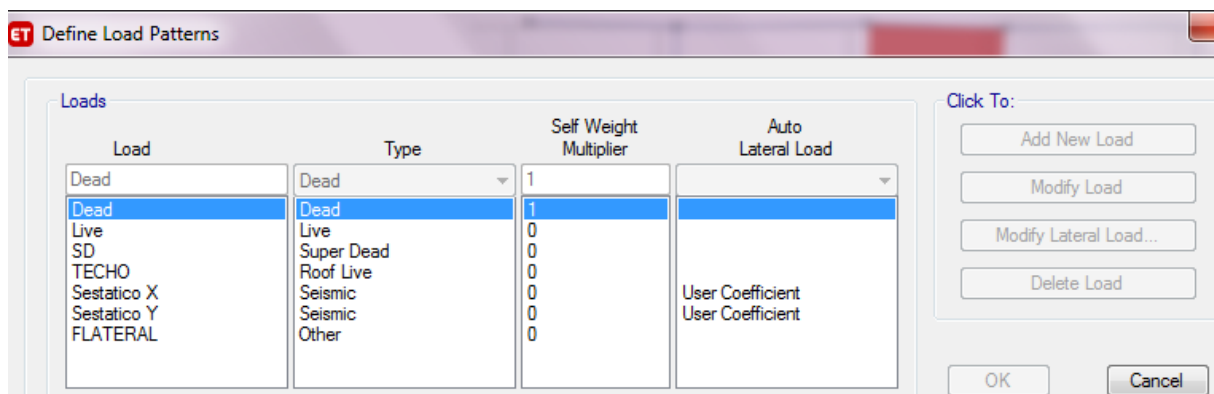 ET Define Load Patterns
Loads
Click To:
Load Type Self Weight Multiplier Auto Lateral Load
Dead Dead 1
Dead Dead 1
Live Live 0
SD Super Dead 0
TECHO Roof Live 0
Sestatico X Seismic 0 User Coefficient
Sestatico Y Seismic 0 User Coefficient
FLATERAL Other 0
Add New Load
Modify Load
Modify Lateral Load...
Delete Load
OK Cancel